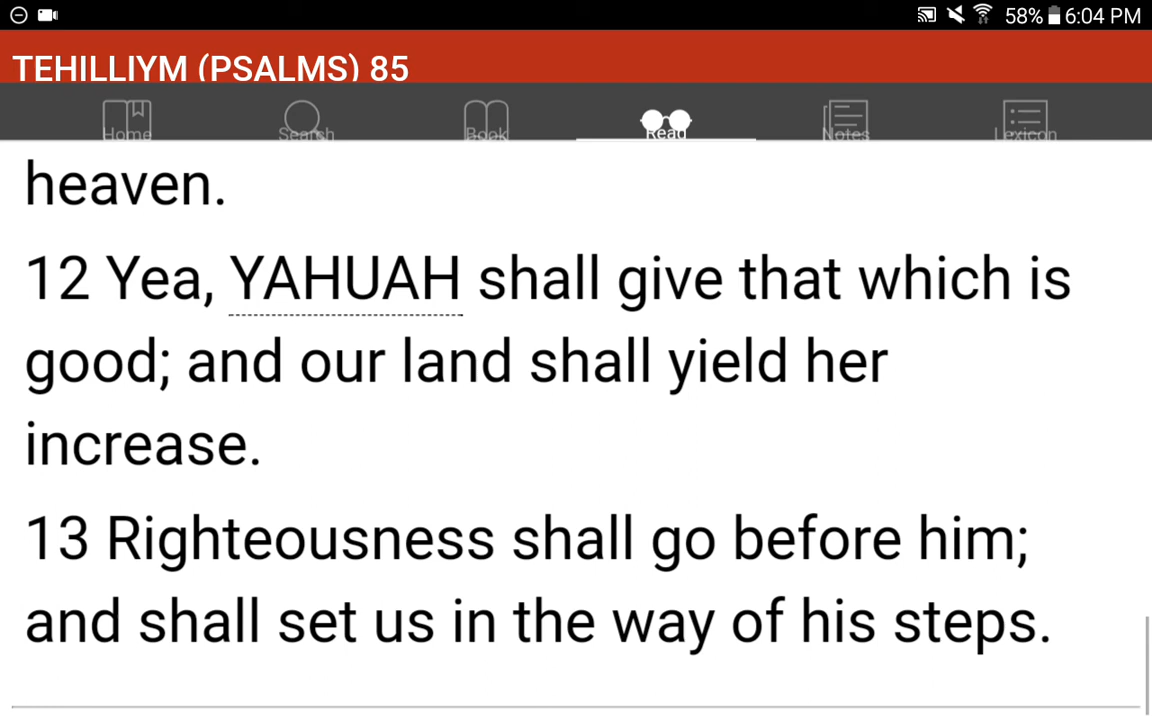 58% 6:04 PM
TEHILLIYM (PSALMS) 85
Home Search Book Read Notes Lexicon
heaven.
12 Yea, YAHUAH shall give that which is
good; and our land shall yield her
increase.
13 Righteousness shall go before him;
and shall set us in the way of his steps.